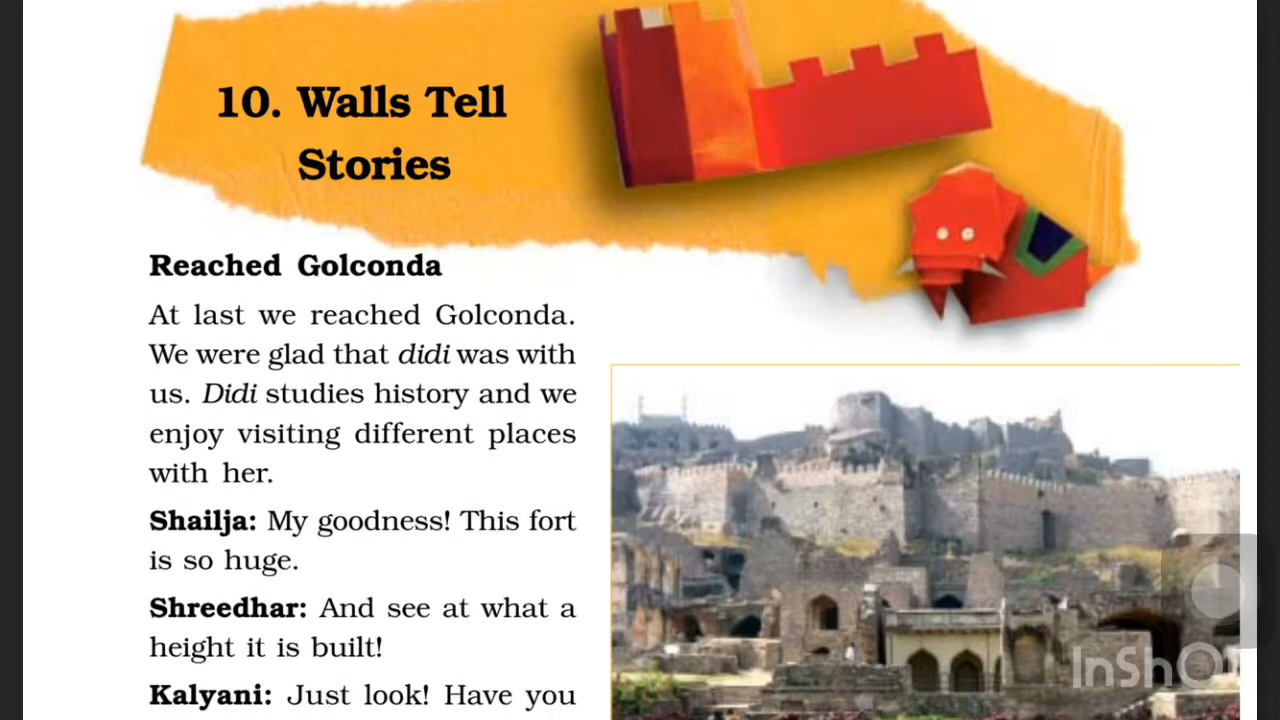 10. Walls Tell
Stories
Reached Golconda
At last we reached Golconda.
We were glad that didi was with
us. Didi studies history and we
enjoy visiting different places
with her.
Shailja: My goodness! This fort
is so huge.
Shreedhar: And see at what a
height it is built!
Kalyani: Just look! Have you